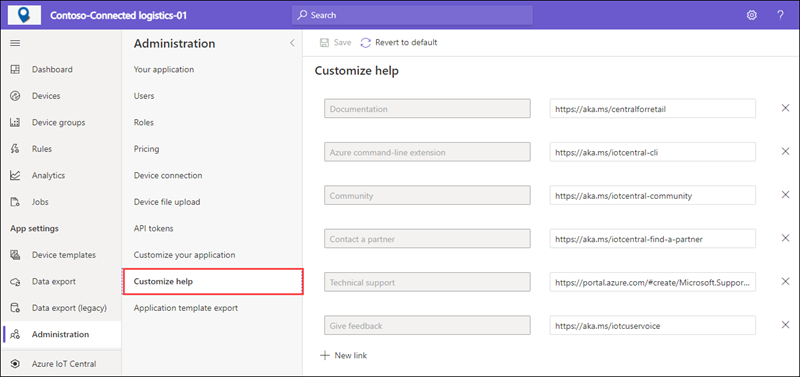 Contoso-Connected logistics-01
Search
?
Administration
Save
Revert to default
Dashboard
Devices
Device groups
Rules
Analytics
Jobs
App settings
Device templates
Data export
Data export (legacy)
Administration
Azure IoT Central
Your application
Users
Roles
Pricing
Device connection
Device file upload
API tokens
Customize your application
Customize help
Application template export
Customize help
Documentation
https://aka.ms/centralforretail
Azure command-line extension
https://aka.ms/iotcentral-cli
Community
https://aka.ms/iotcentral-community
Contact a partner
https://aka.ms/iotcentral-find-a-partner
Technical support
https://portal.azure.com/#create/Microsoft.Suppor...
Give feedback
https://aka.ms/iotcuservoice
New link